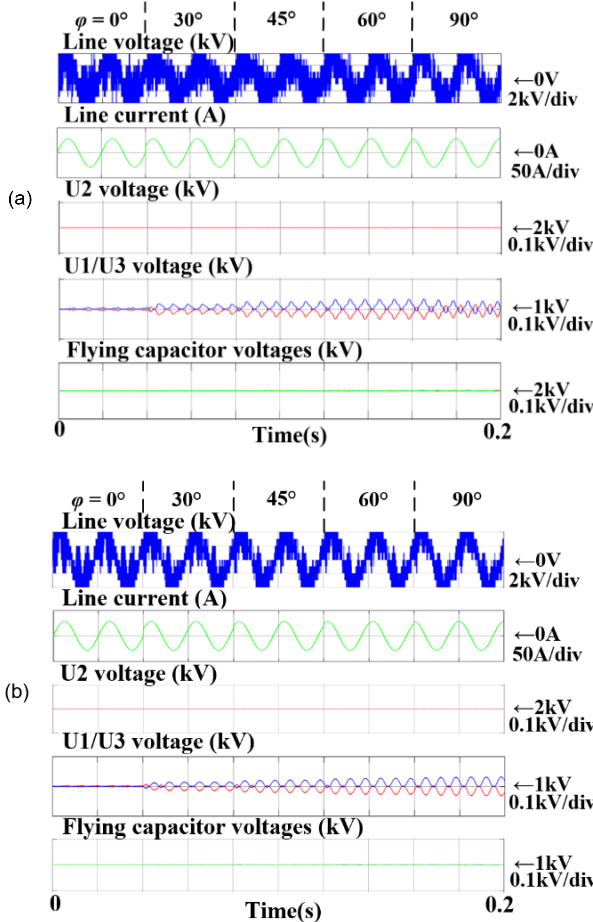 φ = 0° 30° 45° 60° 90°
Line voltage (kV)
←0V
2kV/div
Line current (A)
←0A
50A/div
U2 voltage (kV)
(a)
←2kV
0.1kV/div
U1/U3 voltage (kV)
←1kV
0.1kV/div
Flying capacitor voltages (kV)
←2kV
0.1kV/div
0 Time(s) 0.2
φ = 0° 30° 45° 60° 90°
Line voltage (kV)
←0V
2kV/div
Line current (A)
←0A
50A/div
U2 voltage (kV)
(b)
←2kV
0.1kV/div
U1/U3 voltage (kV)
←1kV
0.1kV/div
Flying capacitor voltages (kV)
←1kV
0.1kV/div
0 Time(s) 0.2